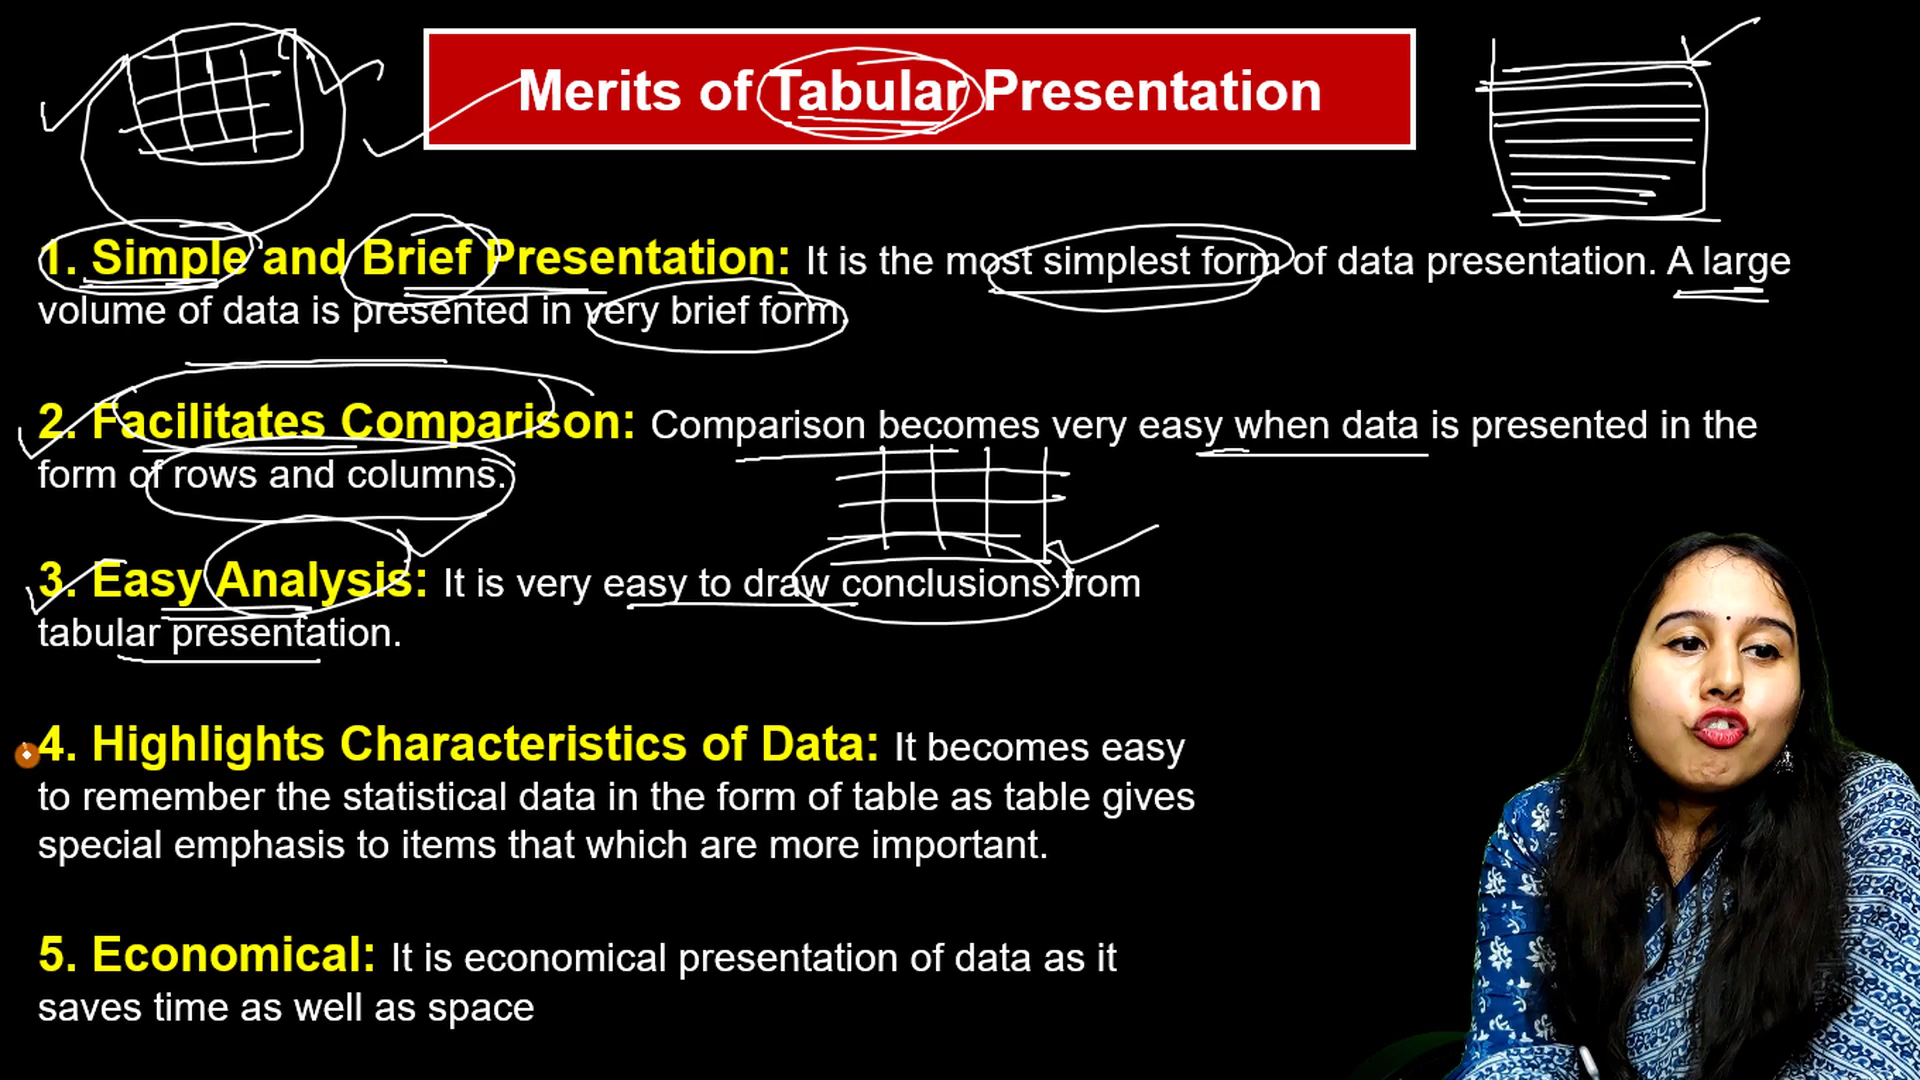 Merits of Tabular Presentation
1. Simple and Brief Presentation: It is the most simplest form of data presentation. A large
volume of data is presented in very brief form.
2. Facilitates Comparison: Comparison becomes very easy when data is presented in the
form of rows and columns.
3. Easy Analysis: It is very easy to draw conclusions from
tabular presentation.
4. Highlights Characteristics of Data: It becomes easy
to remember the statistical data in the form of table as table gives
special emphasis to items that which are more important.
5. Economical: It is economical presentation of data as it
saves time as well as space